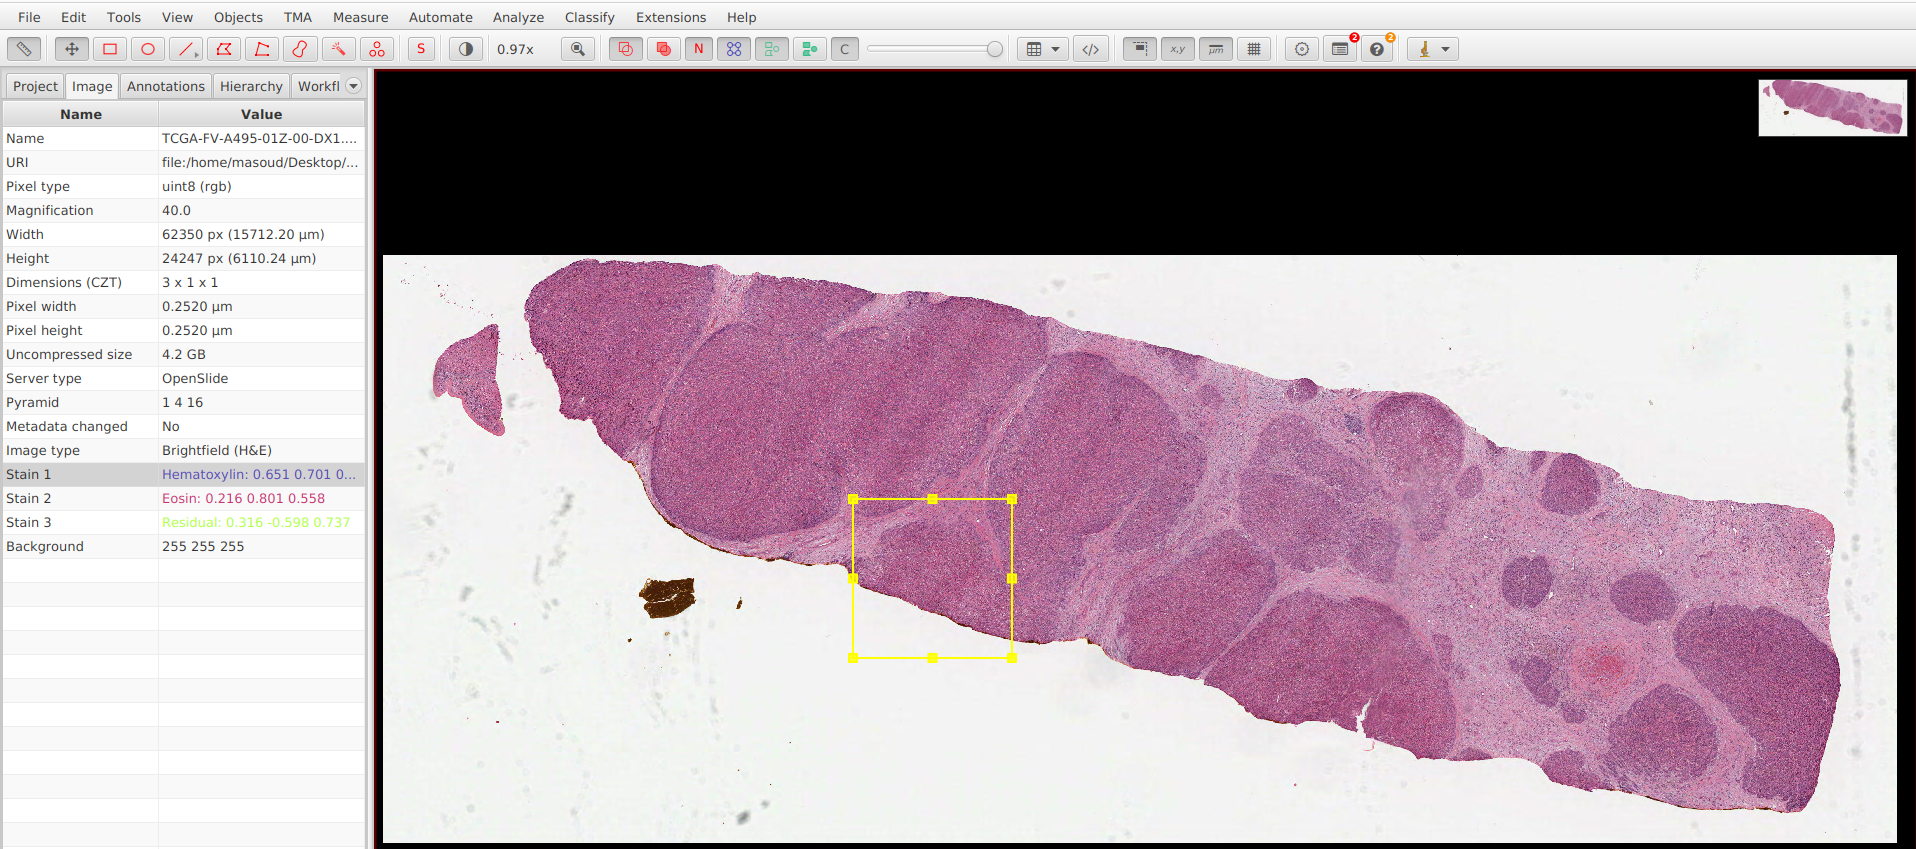 File Edit Tools View Objects TMA Measure Automate Analyze Classify Extensions Help
S 0.97x N C x,y μm 2 ? 2
Project Image Annotations Hierarchy Workfl
Name Value
Name TCGA-FV-A495-01Z-00-DX1....
URI file:/home/masoud/Desktop/...
Pixel type uint8 (rgb)
Magnification 40.0
Width 62350 px (15712.20 μm)
Height 24247 px (6110.24 μm)
Dimensions (CZT) 3 x 1 x 1
Pixel width 0.2520 μm
Pixel height 0.2520 μm
Uncompressed size 4.2 GB
Server type OpenSlide
Pyramid 1 4 16
Metadata changed No
Image type Brightfield (H&E)
Stain 1 Hematoxylin: 0.651 0.701 0...
Stain 2 Eosin: 0.216 0.801 0.558
Stain 3 Residual: 0.316 -0.598 0.737
Background 255 255 255